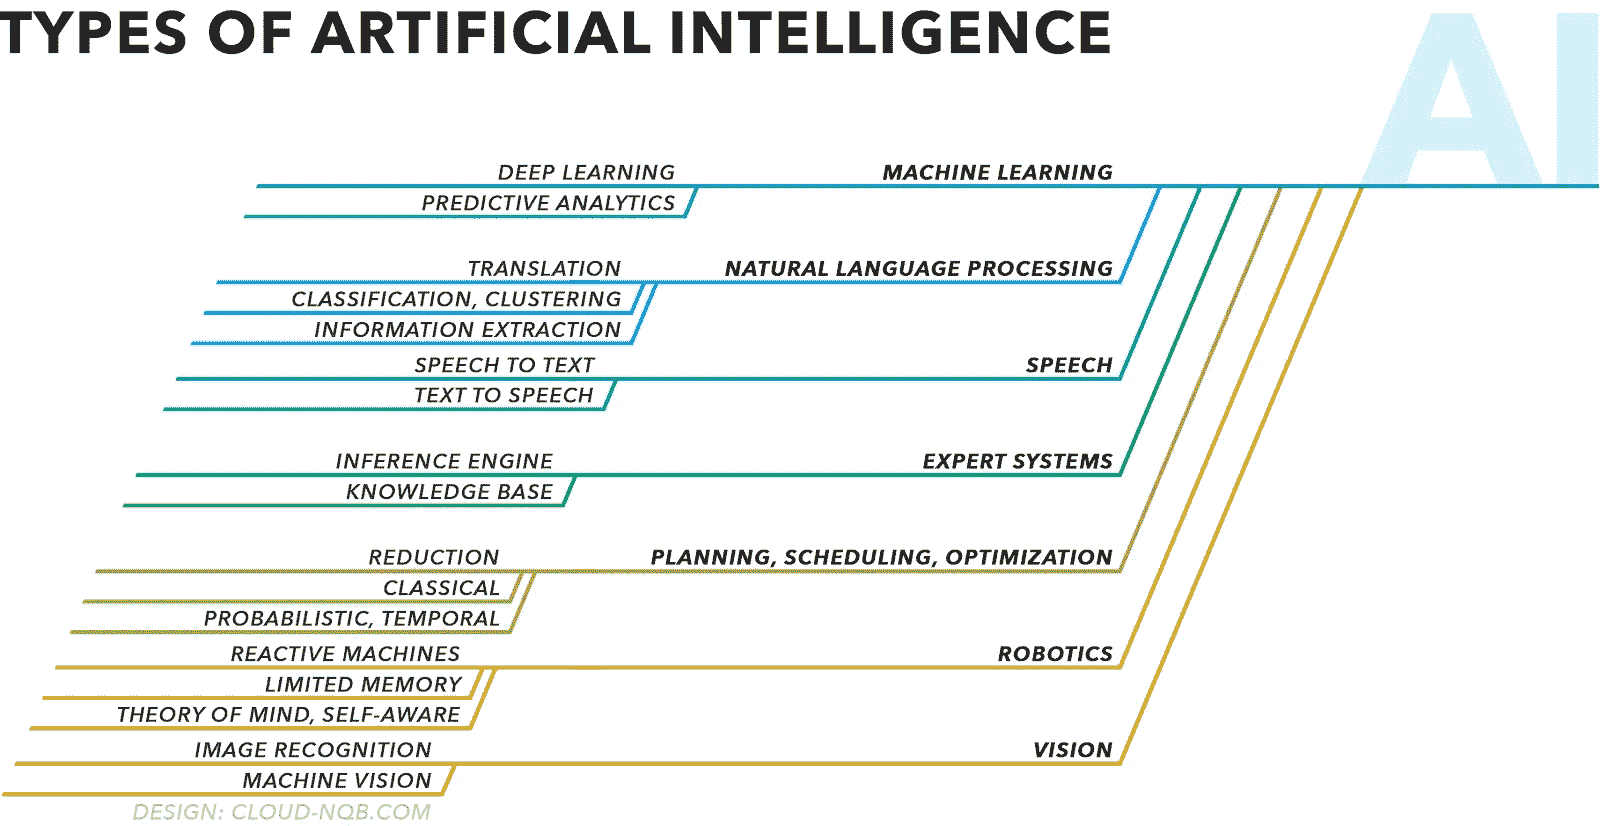 TYPES OF ARTIFICIAL INTELLIGENCE
AI
DEEP LEARNING
MACHINE LEARNING
PREDICTIVE ANALYTICS
TRANSLATION
NATURAL LANGUAGE PROCESSING
CLASSIFICATION, CLUSTERING
INFORMATION EXTRACTION
SPEECH TO TEXT
SPEECH
TEXT TO SPEECH
INFERENCE ENGINE
EXPERT SYSTEMS
KNOWLEDGE BASE
REDUCTION
PLANNING, SCHEDULING, OPTIMIZATION
CLASSICAL
PROBABILISTIC, TEMPORAL
REACTIVE MACHINES
ROBOTICS
LIMITED MEMORY
THEORY OF MIND, SELF-AWARE
IMAGE RECOGNITION
VISION
MACHINE VISION
DESIGN: CLOUD-NQB.COM